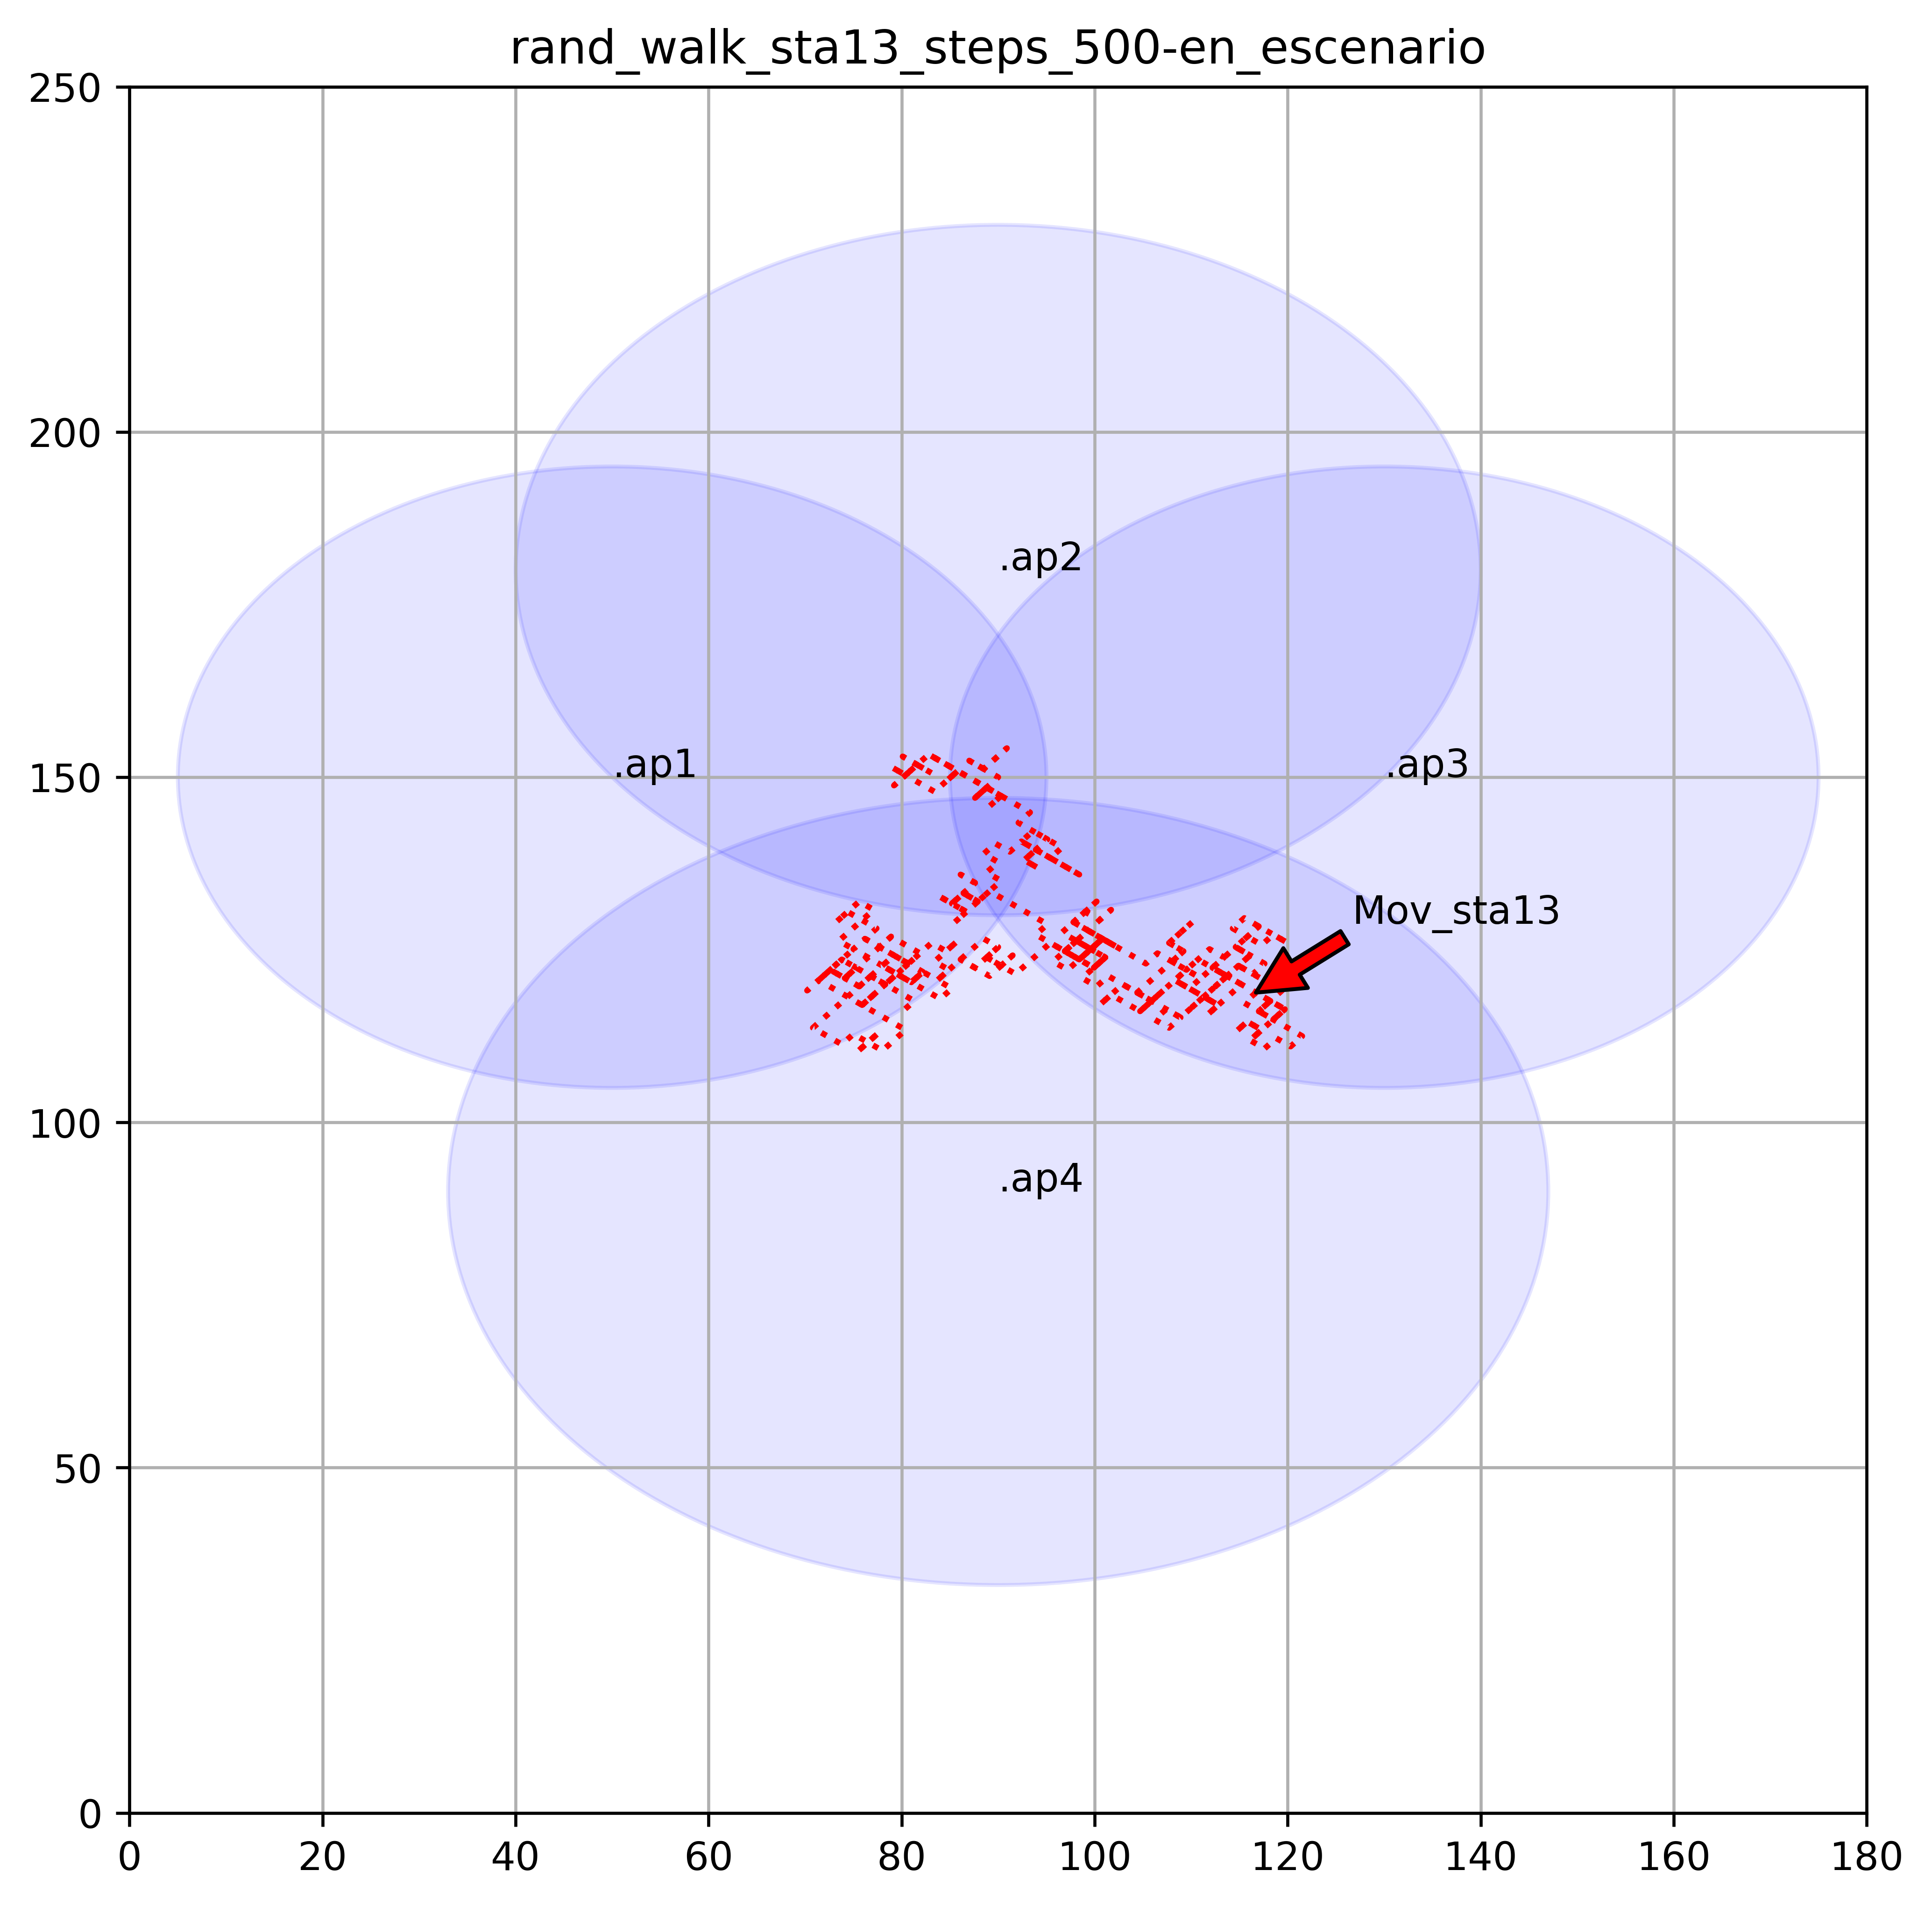 rand_walk_sta13_steps_500-en_escenario
250
200
.ap2
.ap1
.ap3
150
Mov_sta13
100
.ap4
50
0
0 20 40 60 80 100 120 140 160 180